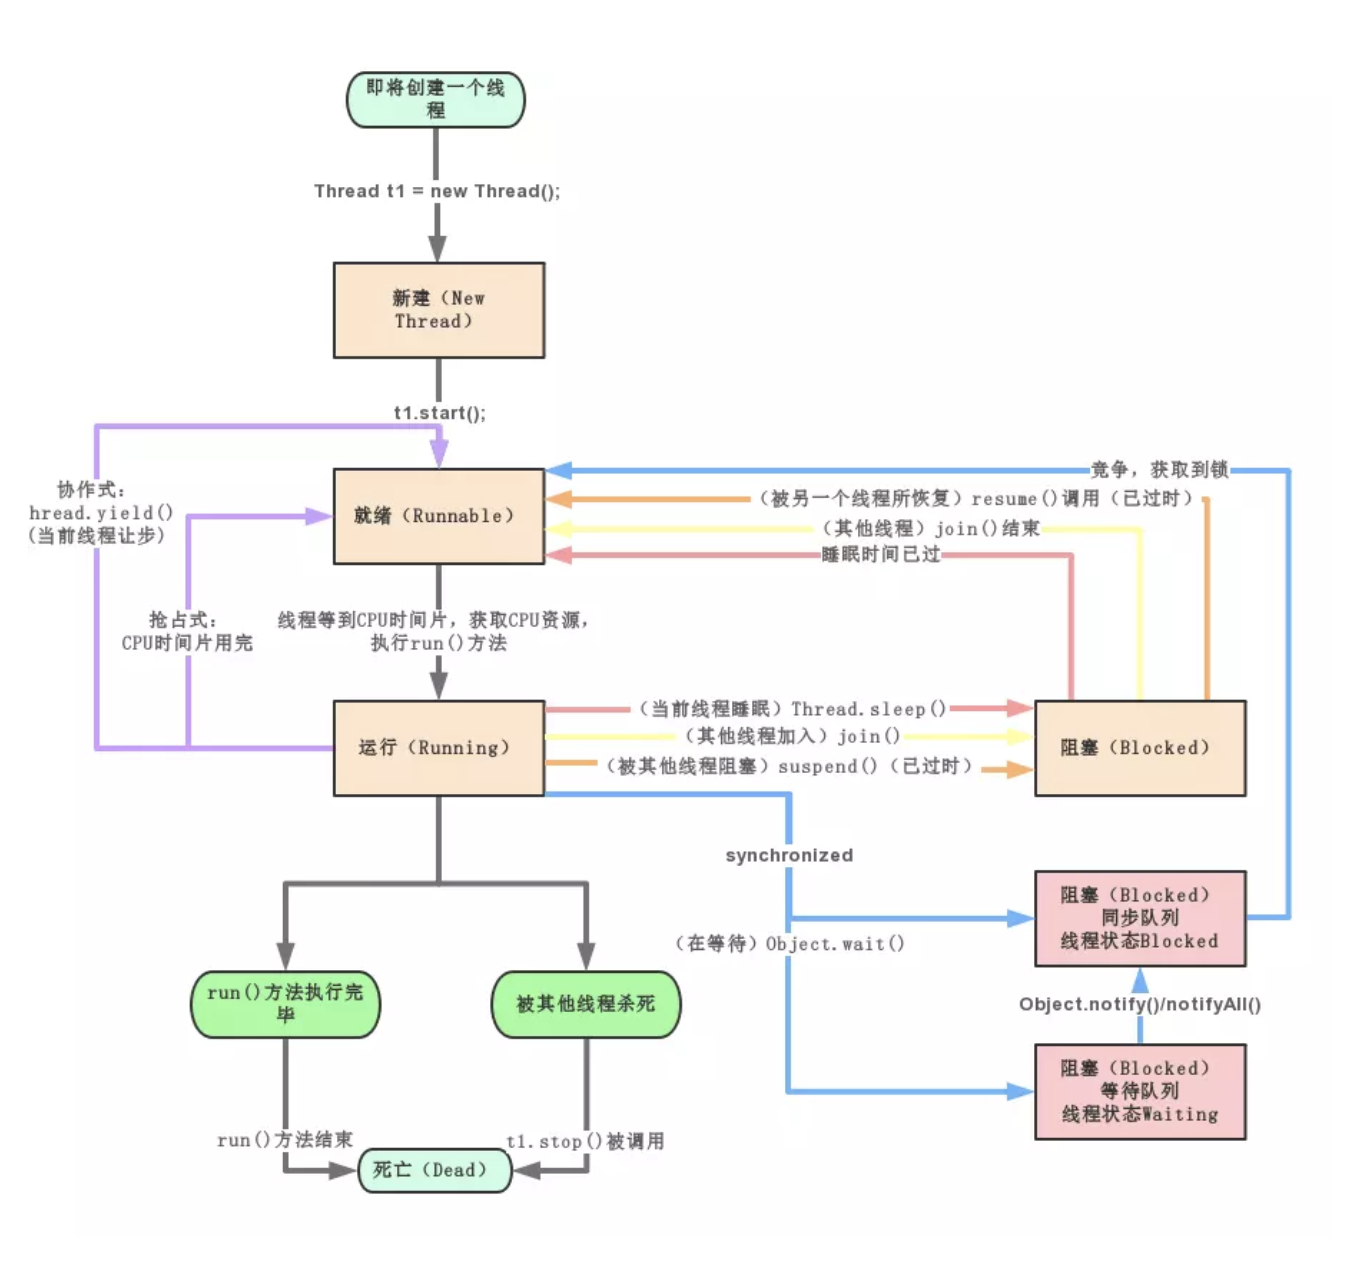 即将创建一个线
程
Thread t1 = new Thread();
新建（New
Thread）
t1.start();
协作式：
hread.yield()
(当前线程让步)
就绪（Runnable）
竞争，获取到锁
（被另一个线程所恢复）resume()调用（已过时）
（其他线程）join()结束
睡眠时间已过
抢占式：
CPU时间片用完
线程等到CPU时间片，获取CPU资源，
执行run()方法
运行（Running）
（当前线程睡眠）Thread.sleep()
（其他线程加入）join()
（被其他线程阻塞）suspend()（已过时）
阻塞（Blocked）
synchronized
（在等待）Object.wait()
阻塞（Blocked）
同步队列
线程状态Blocked
Object.notify()/notifyAll()
阻塞（Blocked）
等待队列
线程状态Waiting
run()方法执行完
毕
被其他线程杀死
run()方法结束
t1.stop()被调用
死亡（Dead）